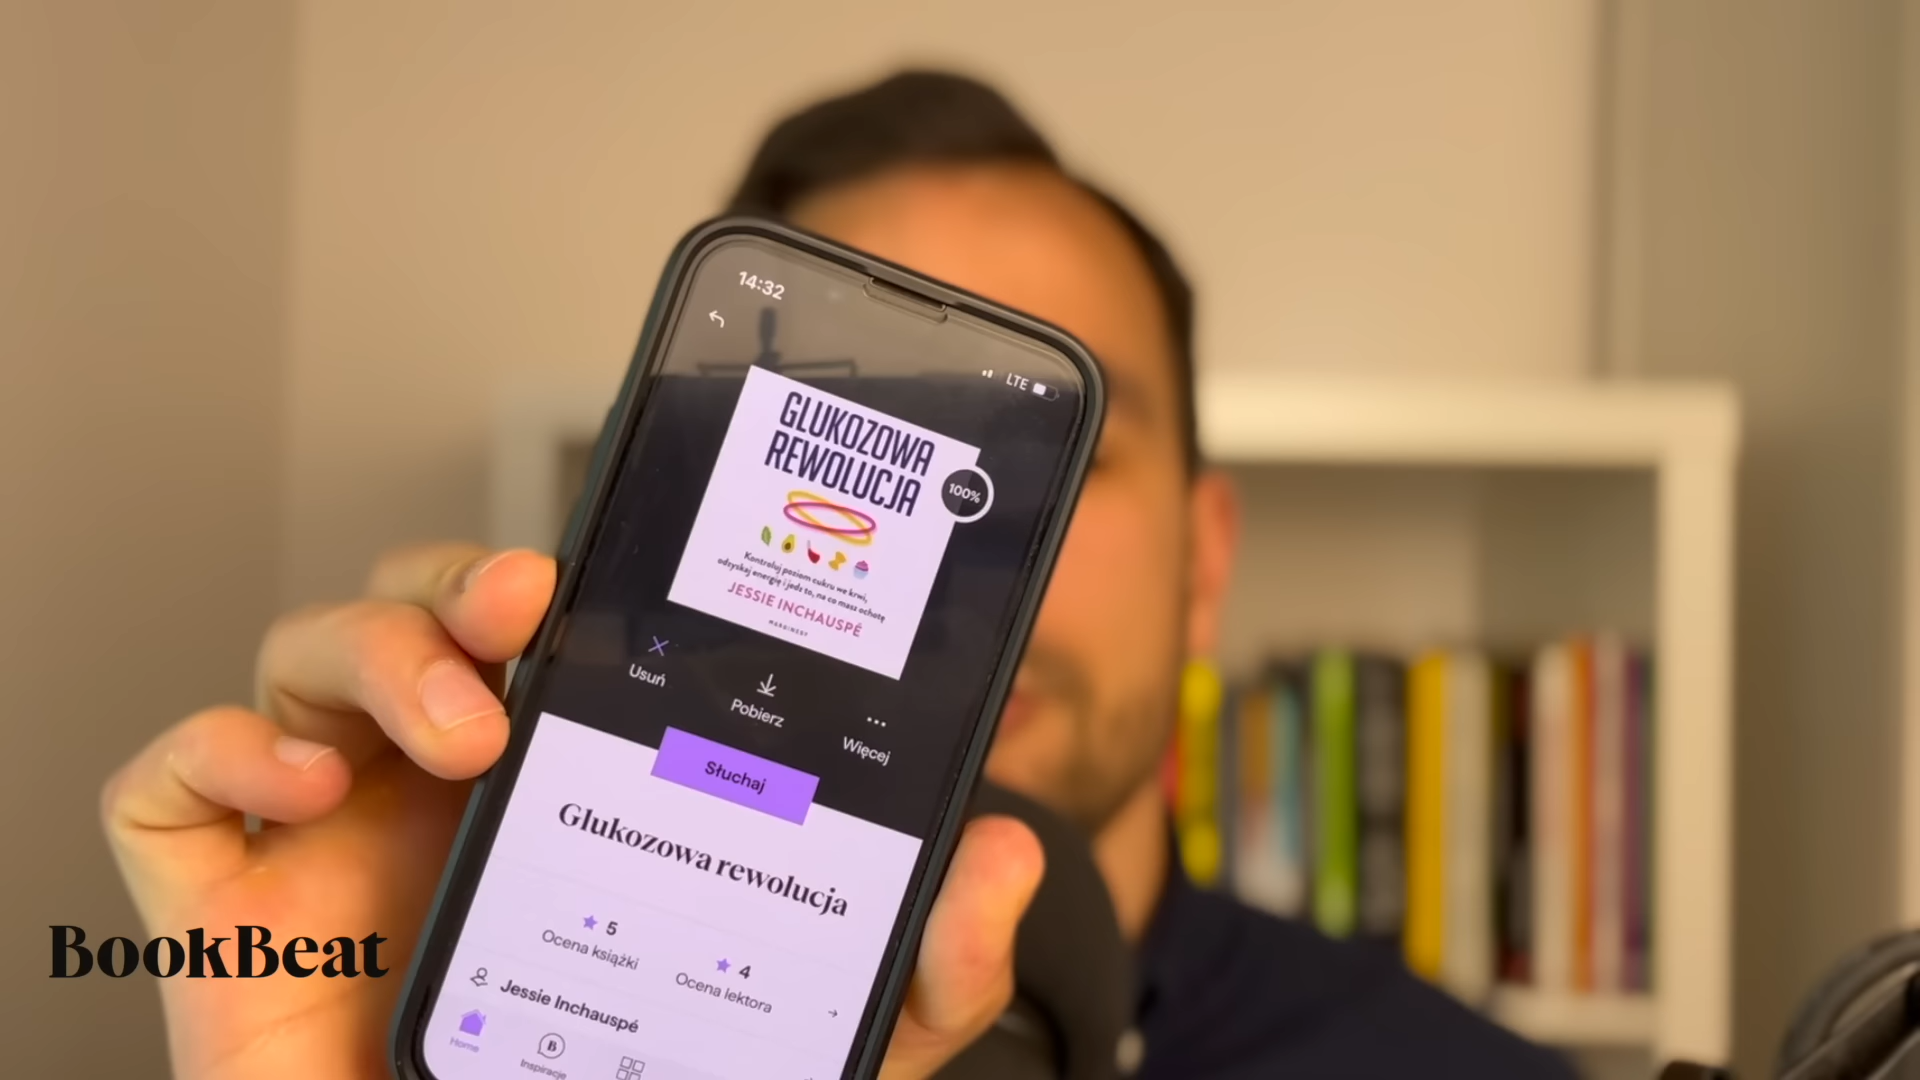 14:32
LTE
GLUKOZOWA
REWOLUCJA
100%
Kontroluj poziom cukru we krwi,
odzyskaj energię i jedz to, na co masz ochotę
JESSIE INCHAUSPÉ
MARGINESY
Usuń
Pobierz
Więcej
Słuchaj
Glukozowa rewolucja
5
Ocena książki
4
Ocena lektora
Jessie Inchauspé
Home
B
Inspiracje
BookBeat